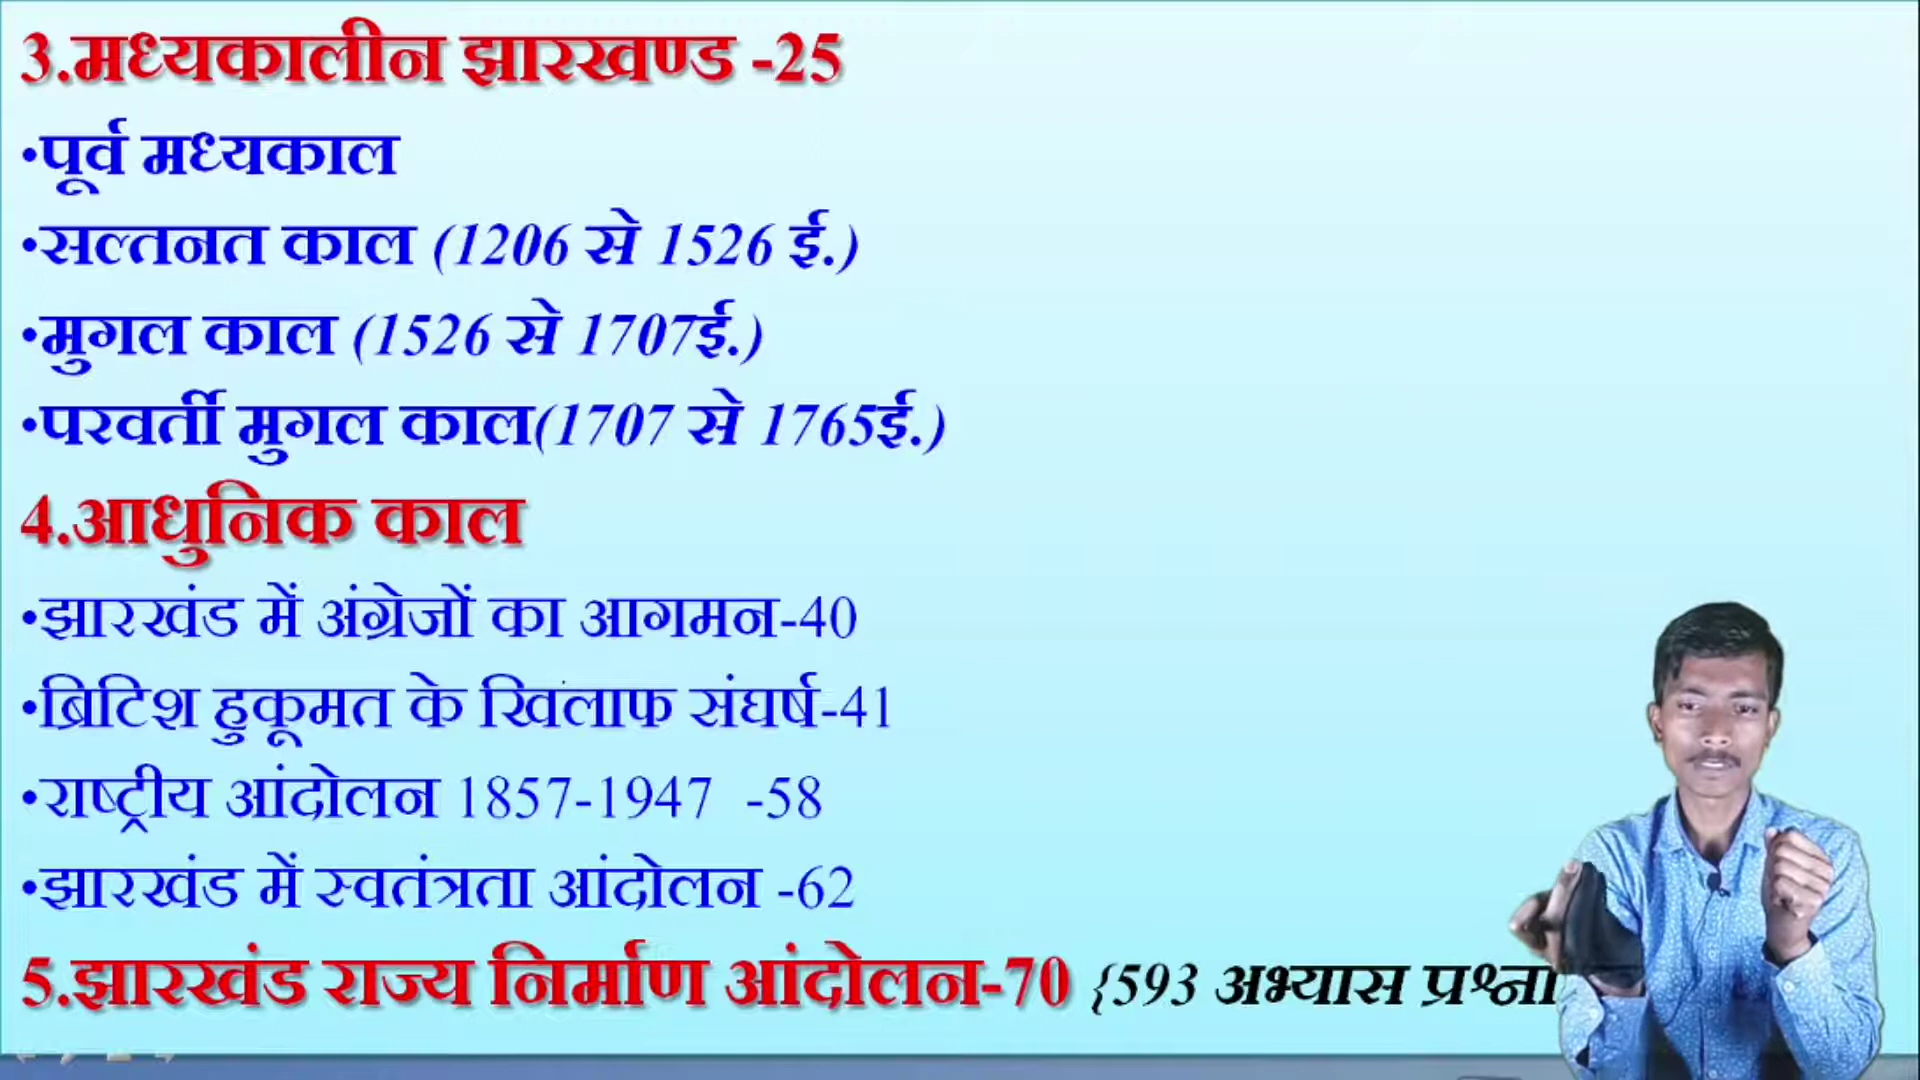 3.मध्यकालीन झारखण्ड -25
•पूर्व मध्यकाल
•सल्तनत काल (1206 से 1526 ई.)
•मुगल काल (1526 से 1707ई.)
•परवर्ती मुगल काल(1707 से 1765ई.)
4.आधुनिक काल
•झारखंड में अंग्रेजों का आगमन-40
•ब्रिटिश हुकूमत के खिलाफ संघर्ष-41
•राष्ट्रीय आंदोलन 1857-1947 -58
•झारखंड में स्वतंत्रता आंदोलन -62
5.झारखंड राज्य निर्माण आंदोलन-70 {593 अभ्यास